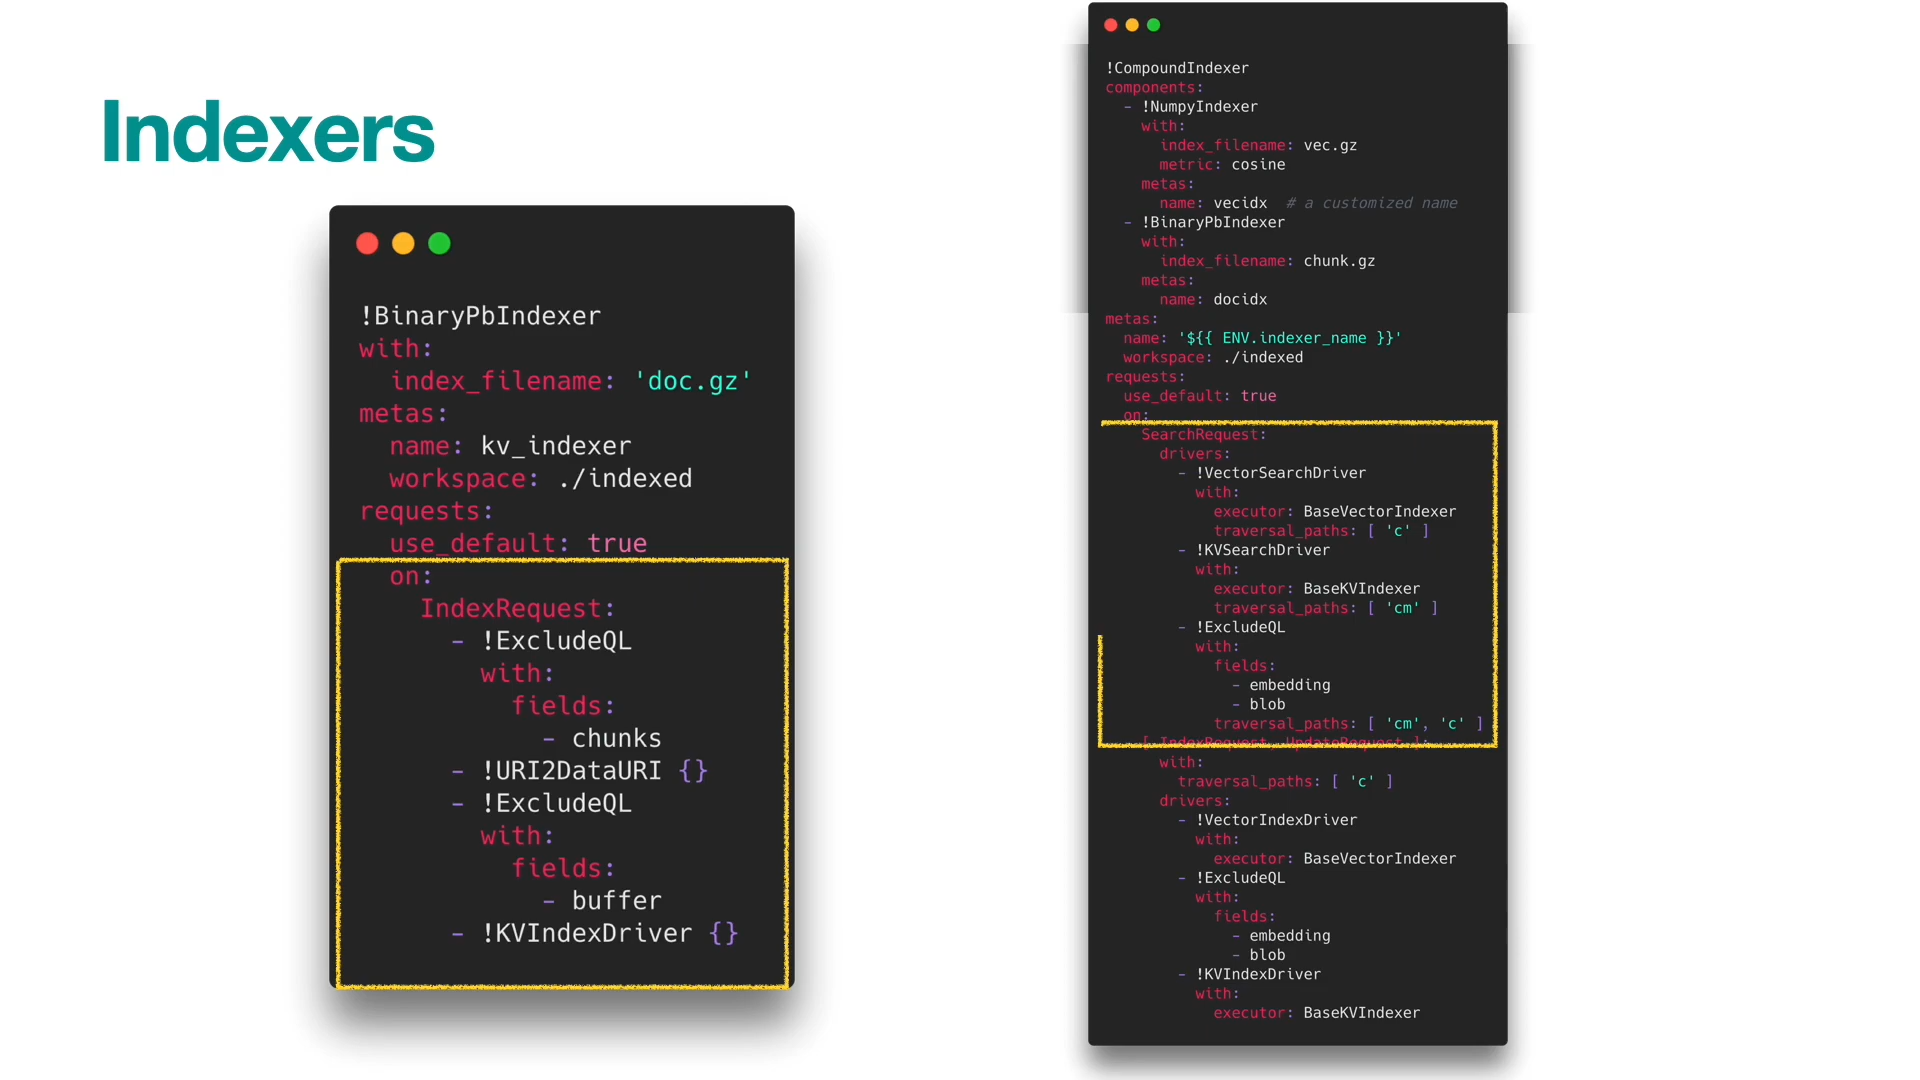 Indexers
!BinaryPbIndexer
with:
  index_filename: 'doc.gz'
metas:
  name: kv_indexer
  workspace: ./indexed
requests:
  use_default: true
  on:
    IndexRequest:
      - !ExcludeQL
        with:
          fields:
            - chunks
      - !URI2DataURI {}
      - !ExcludeQL
        with:
          fields:
            - buffer
      - !KVIndexDriver {}
!CompoundIndexer
components:
  - !NumpyIndexer
    with:
      index_filename: vec.gz
      metric: cosine
    metas:
      name: vecidx  # a customized name
  - !BinaryPbIndexer
    with:
      index_filename: chunk.gz
    metas:
      name: docidx
metas:
  name: '${{ ENV.indexer_name }}'
  workspace: ./indexed
requests:
  use_default: true
  on:
    SearchRequest:
      drivers:
        - !VectorSearchDriver
          with:
            executor: BaseVectorIndexer
            traversal_paths: [ 'c' ]
        - !KVSearchDriver
          with:
            executor: BaseKVIndexer
            traversal_paths: [ 'cm' ]
        - !ExcludeQL
          with:
            fields:
              - embedding
              - blob
            traversal_paths: [ 'cm', 'c' ]
    [ IndexRequest, UpdateRequest ]:
      with:
        traversal_paths: [ 'c' ]
      drivers:
        - !VectorIndexDriver
          with:
            executor: BaseVectorIndexer
        - !ExcludeQL
          with:
            fields:
              - embedding
              - blob
        - !KVIndexDriver
          with:
            executor: BaseKVIndexer